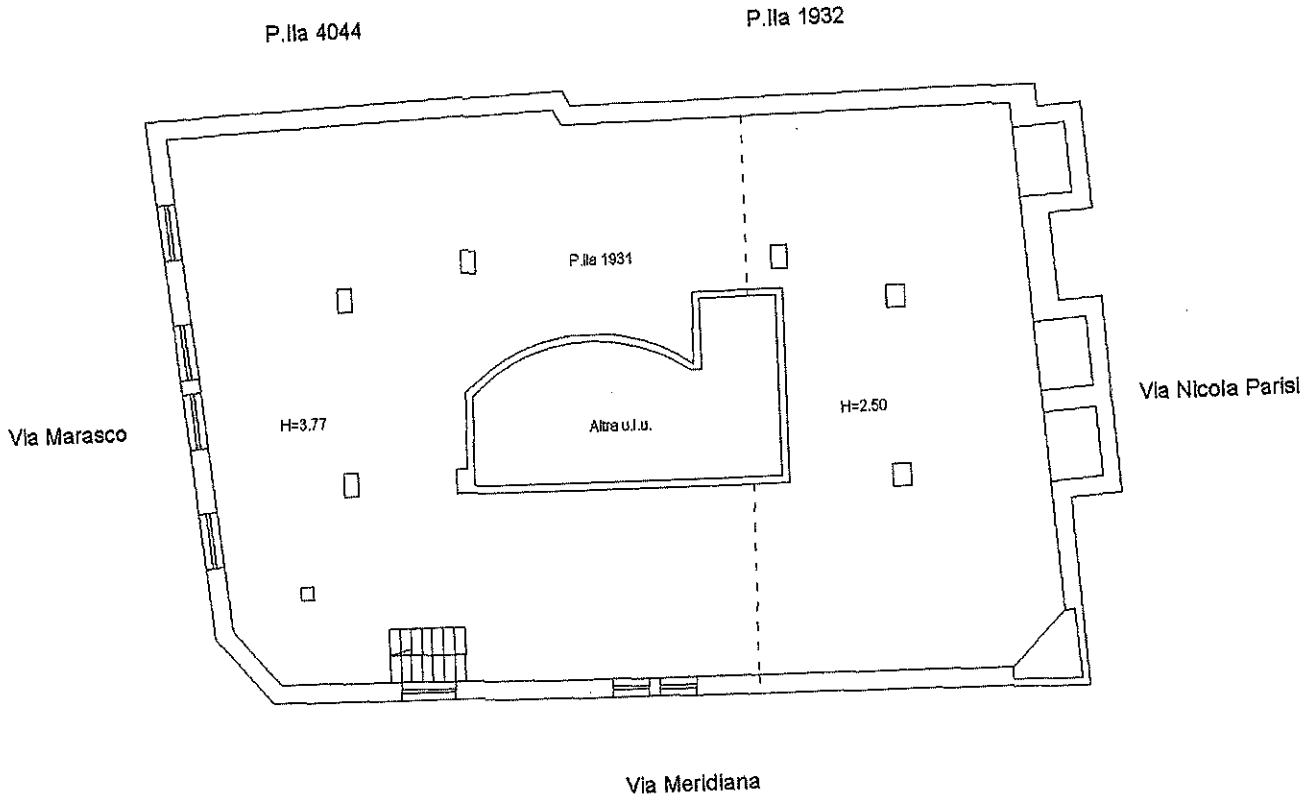 P.lla 4044
P.lla 1932
P.lla 1931
Via Marasco
H=3.77
Altra u.i.u.
H=2.50
Via Nicola Parisi
Via Meridiana